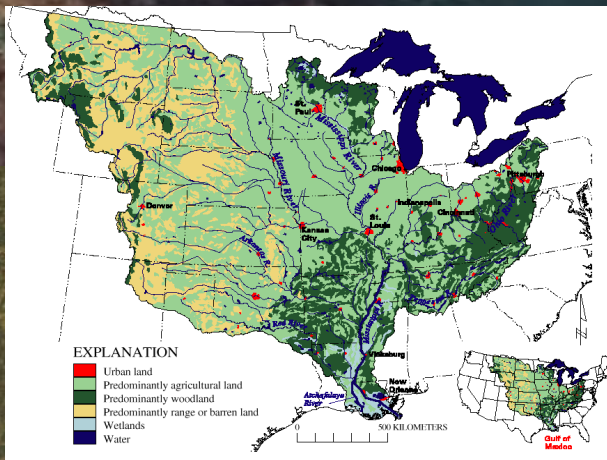 St.
Paul
Mississippi River
Missouri River
Chicago
Pittsburgh
Illinois R.
Indianapolis
Denver
Cincinnati
Ohio River
Kansas
City
St.
Louis
Arkansas R.
Tennessee R.
Red River
Mississippi R.
Vicksburg
New
Orleans
Atchafalaya
River
EXPLANATION
Urban land
Predominantly agricultural land
Predominantly woodland
Predominantly range or barren land
Wetlands
Water
0
500 KILOMETERS
Gulf of
Mexico